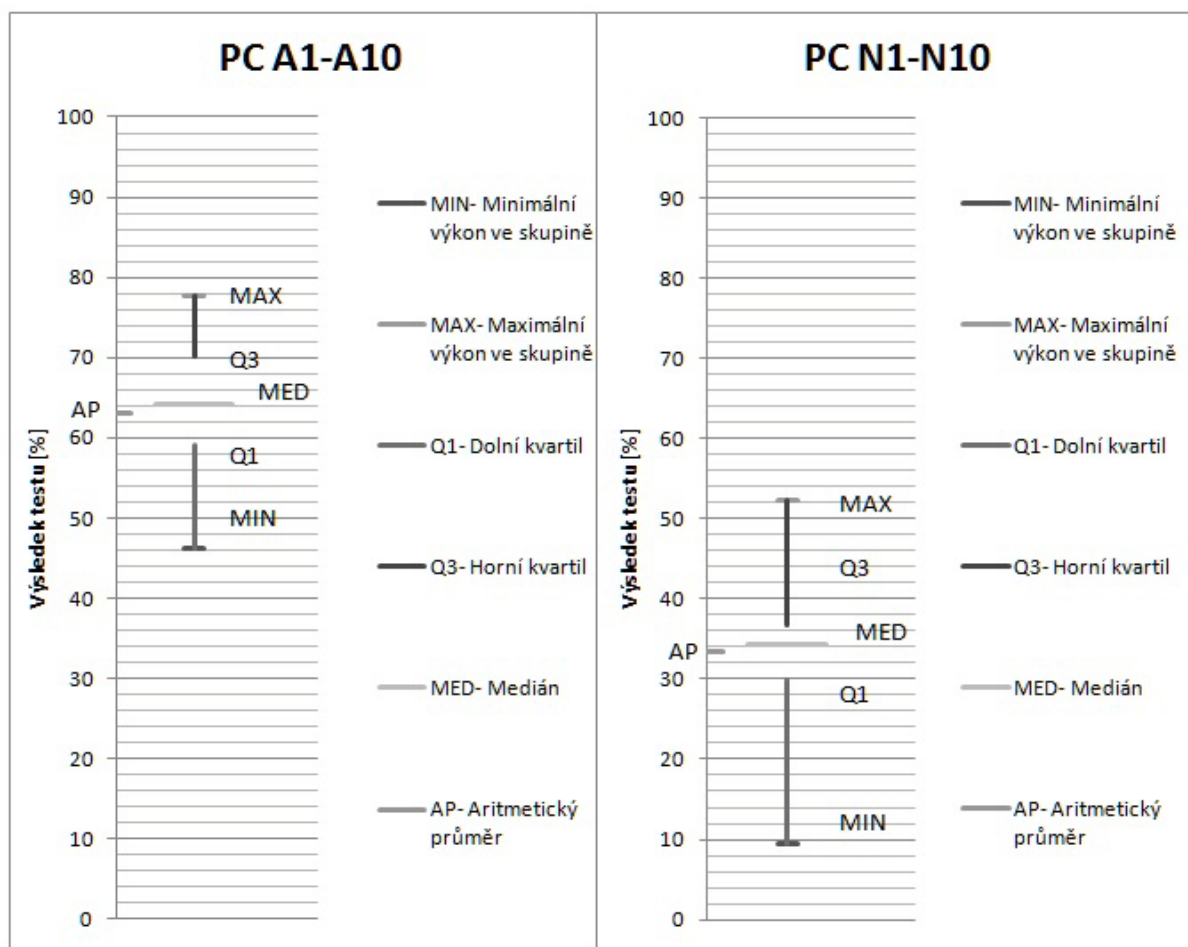 PC A1-A10
Výsledek testu [%]
100
90
80
70
60
50
40
30
20
10
0
AP
MAX
Q3
MED
Q1
MIN
MIN- Minimální
výkon ve skupině
MAX- Maximální
výkon ve skupině
Q1- Dolní kvartil
Q3- Horní kvartil
MED- Medián
AP- Aritmetický
průměr
PC N1-N10
Výsledek testu [%]
100
90
80
70
60
50
40
30
20
10
0
AP
MAX
Q3
MED
Q1
MIN
MIN- Minimální
výkon ve skupině
MAX- Maximální
výkon ve skupině
Q1- Dolní kvartil
Q3- Horní kvartil
MED- Medián
AP- Aritmetický
průměr